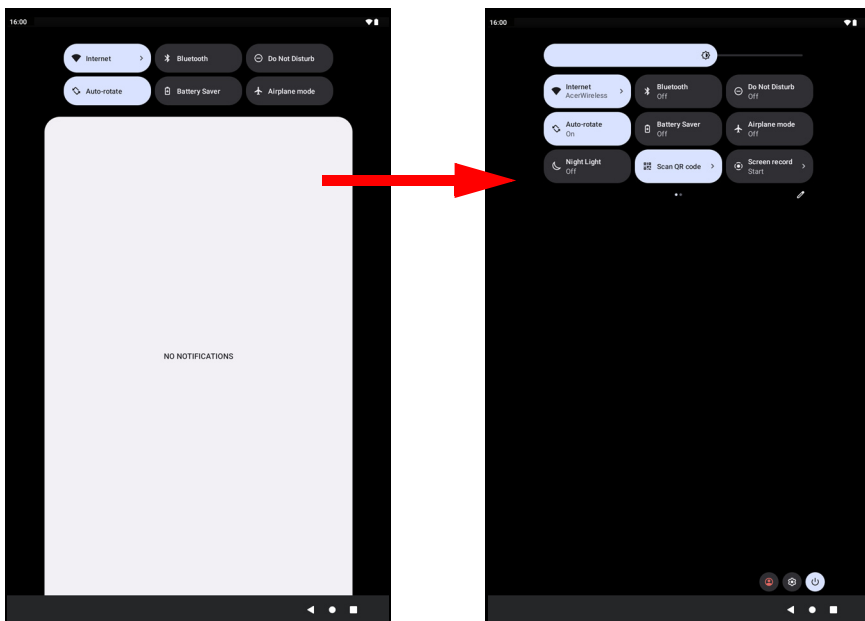 16:00
Internet
Bluetooth
Do Not Disturb
Auto-rotate
Battery Saver
Airplane mode
NO NOTIFICATIONS
16:00
Internet
AcerWireless
Bluetooth
Off
Do Not Disturb
Off
Auto-rotate
On
Battery Saver
Off
Airplane mode
Off
Night Light
Off
Scan QR code
Screen record
Start